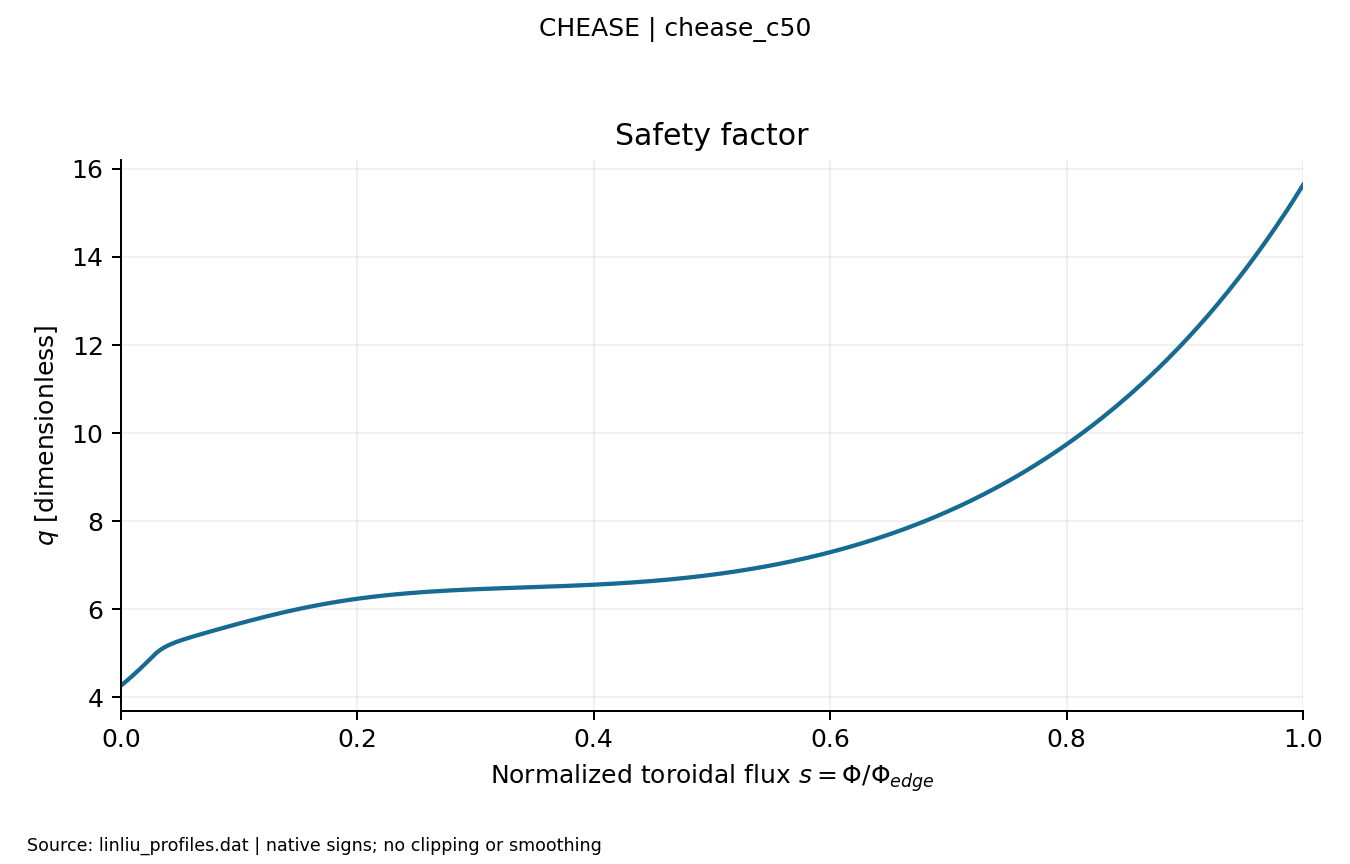 CHEASE | chease_c50
Safety factor
16
14
12
10
8
6
4
q [dimensionless]
0.0 0.2 0.4 0.6 0.8 1.0
Normalized toroidal flux s = Φ/Φedge
Source: linliu_profiles.dat | native signs; no clipping or smoothing